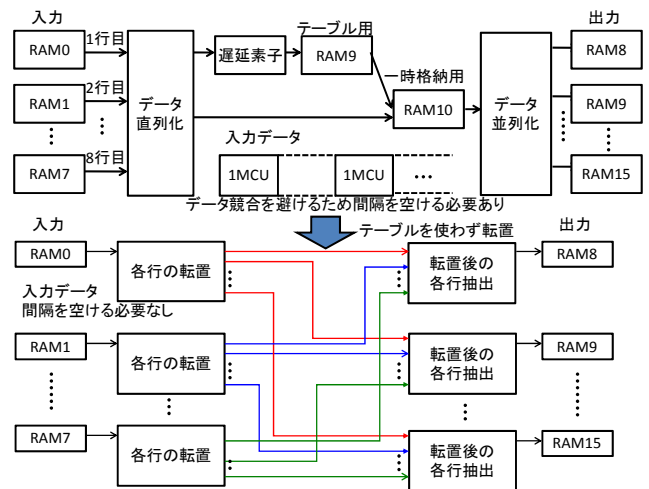 入力
出力
RAM0
1行目
遅延素子
テーブル用
RAM9
RAM8
一時格納用
RAM1
2行目
データ
直列化
RAM10
データ
並列化
RAM9
入力データ
RAM7
8行目
1MCU
1MCU
RAM15
データ競合を避けるため間隔を空ける必要あり
入力
テーブルを使わず転置
出力
RAM0
各行の転置
転置後の
各行抽出
RAM8
入力データ
間隔を空ける必要なし
RAM1
各行の転置
転置後の
各行抽出
RAM9
RAM7
各行の転置
転置後の
各行抽出
RAM15